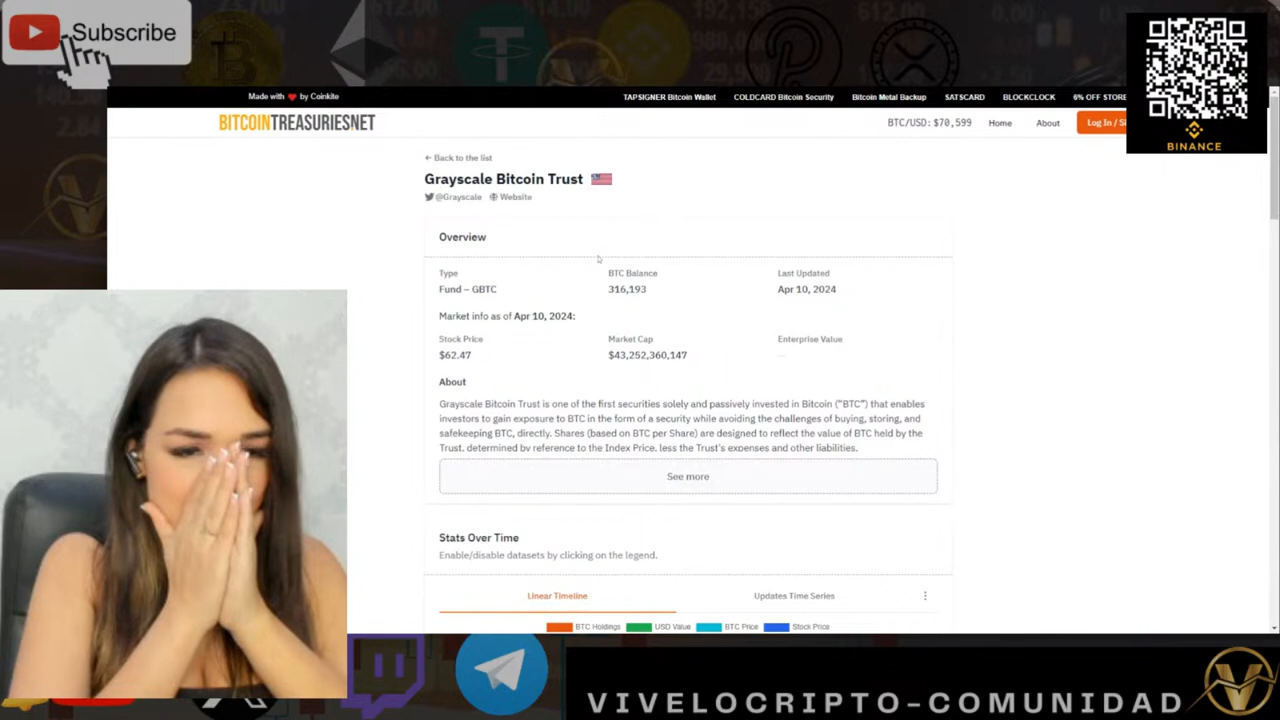 Subscribe
Made with by Coinkite
TAPSIGNER Bitcoin Wallet
COLDCARD Bitcoin Security
Bitcoin Metal Backup
SATSCARD
BLOCKCLOCK
6% OFF STORE
BITCOINTREASURIES.NET
BTC/USD: $70,599
Home
About
Log In /
BINANCE
← Back to the list
Grayscale Bitcoin Trust
@Grayscale
Website
Overview
Type
BTC Balance
Last Updated
Fund – GBTC
316,193
Apr 10, 2024
Market info as of Apr 10, 2024:
Stock Price
Market Cap
Enterprise Value
$62.47
$43,252,360,147
About
Grayscale Bitcoin Trust is one of the first securities solely and passively invested in Bitcoin (“BTC”) that enables
investors to gain exposure to BTC in the form of a security while avoiding the challenges of buying, storing, and
safekeeping BTC, directly. Shares (based on BTC per Share) are designed to reflect the value of BTC held by the
Trust, determined by reference to the Index Price, less the Trust's expenses and other liabilities.
See more
Stats Over Time
Enable/disable datasets by clicking on the legend.
Linear Timeline
Updates Time Series
BTC Holdings
USD Value
BTC Price
Stock Price
VIVELOCRIPTO-COMUNIDAD